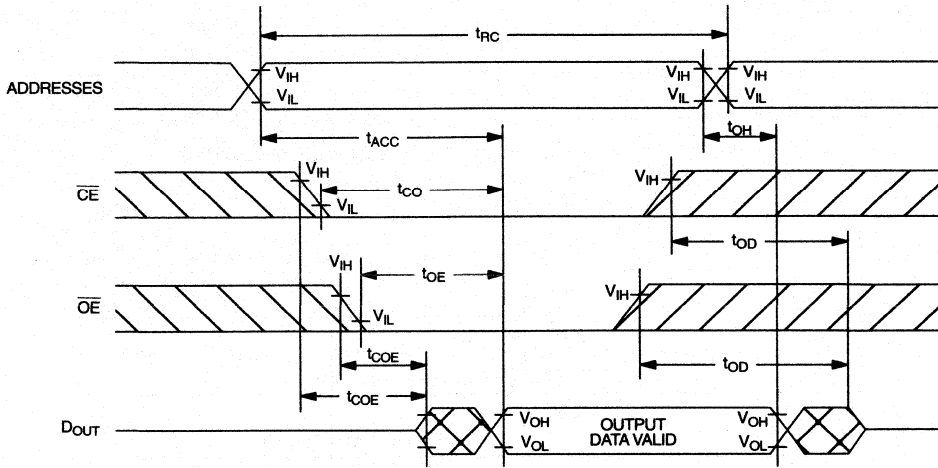 tRC
ADDRESSES
VIH
VIL
VIH
VIL
VIH
VIL
tACC
tOH
CE
VIH
VIL
tCO
VIH
tOD
OE
VIH
VIL
tOE
VIH
tCOE
tOD
tCOE
DOUT
VOH
VOL
OUTPUT
DATA VALID
VOH
VOL